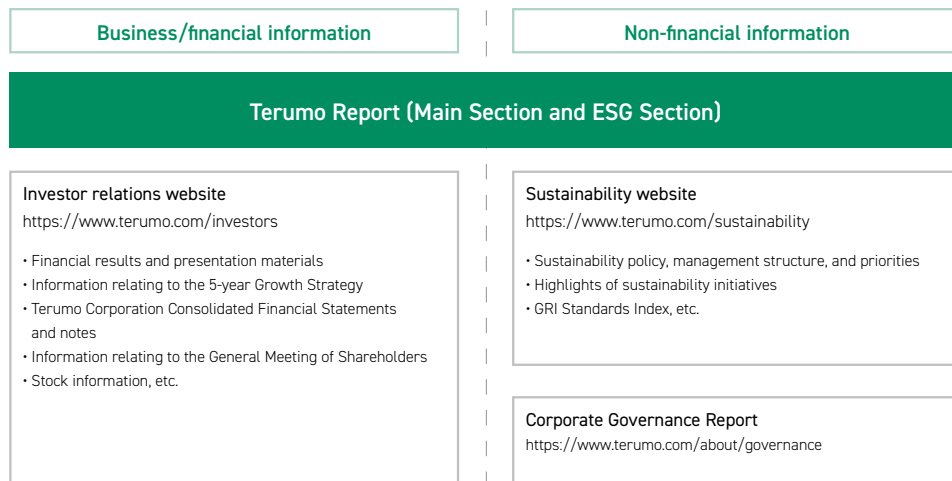 Business/financial information
Non-financial information
Terumo Report (Main Section and ESG Section)
Investor relations website
https://www.terumo.com/investors
・Financial results and presentation materials
・Information relating to the 5-year Growth Strategy
・Terumo Corporation Consolidated Financial Statements
and notes
・Information relating to the General Meeting of Shareholders
・Stock information, etc.
Sustainability website
https://www.terumo.com/sustainability
・Sustainability policy, management structure, and priorities
・Highlights of sustainability initiatives
・GRI Standards Index, etc.
Corporate Governance Report
https://www.terumo.com/about/governance